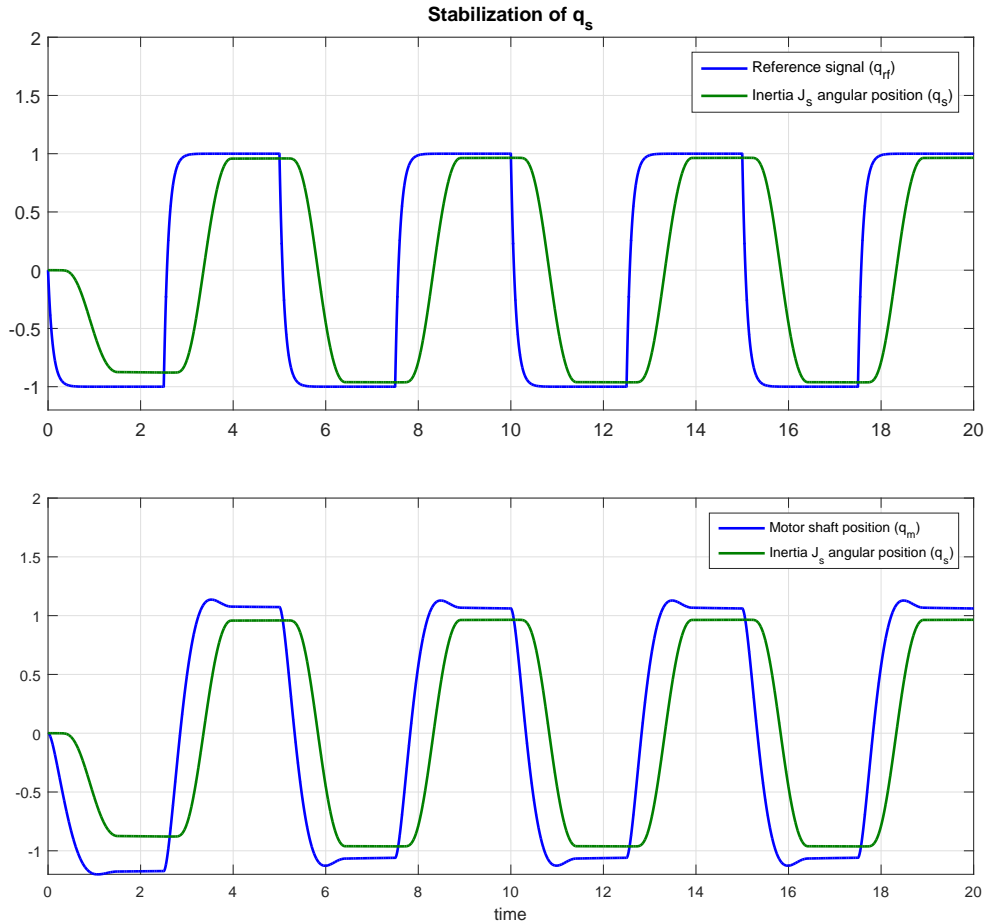 Stabilization of q_s
2
1.5
1
0.5
0
-0.5
-1
Reference signal (q_rf)
Inertia J_s angular position (q_s)
0 2 4 6 8 10 12 14 16 18 20
2
1.5
1
0.5
0
-0.5
-1
Motor shaft position (q_m)
Inertia J_s angular position (q_s)
0 2 4 6 8 10 12 14 16 18 20
time